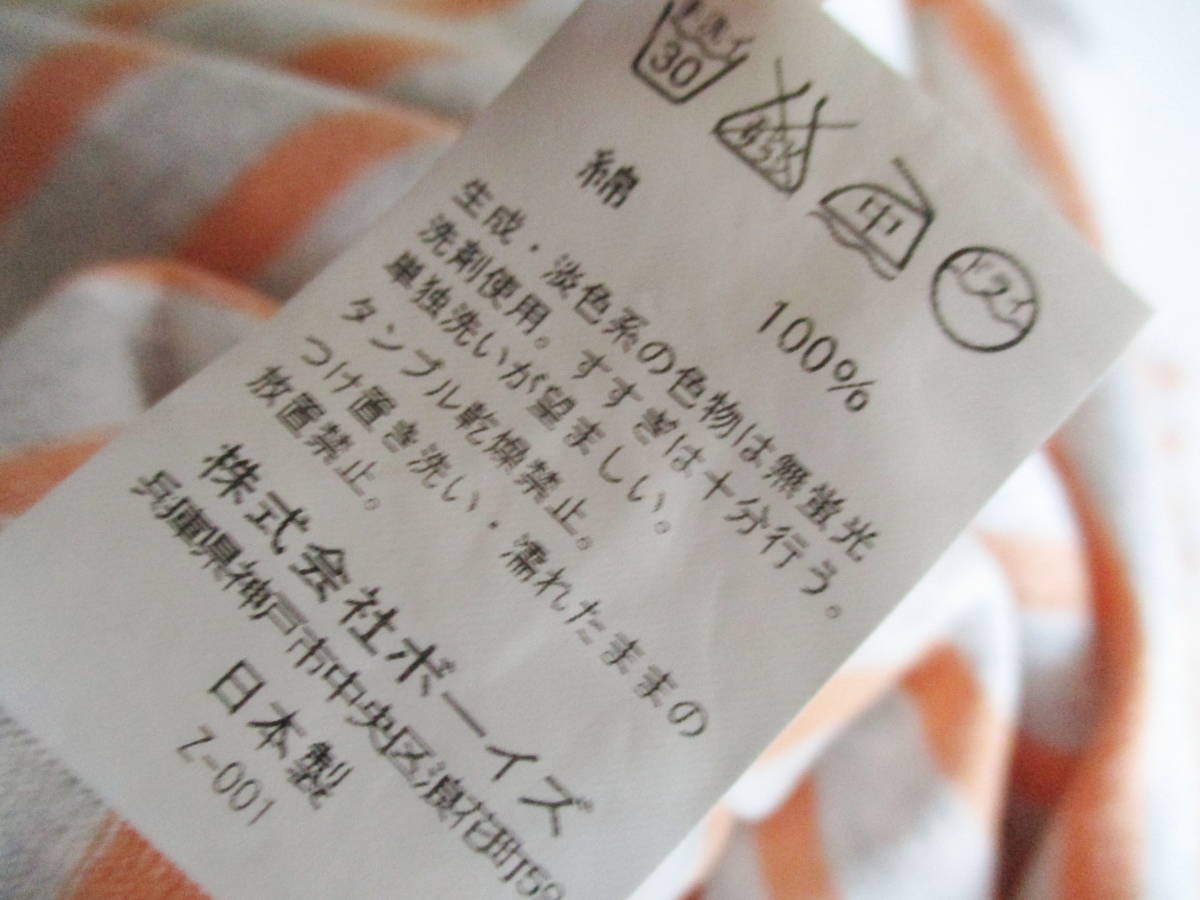 30
中
ドライ
綿 100%
生成・淡色系の色物は無蛍光
洗剤使用。すすぎは十分行う。
単独洗いが望ましい。
タンブル乾燥禁止。
つけ置き洗い・濡れたままの
放置禁止。
株式会社ボーイズ
兵庫県神戸市中央区浪花町59
日本製
Z-001